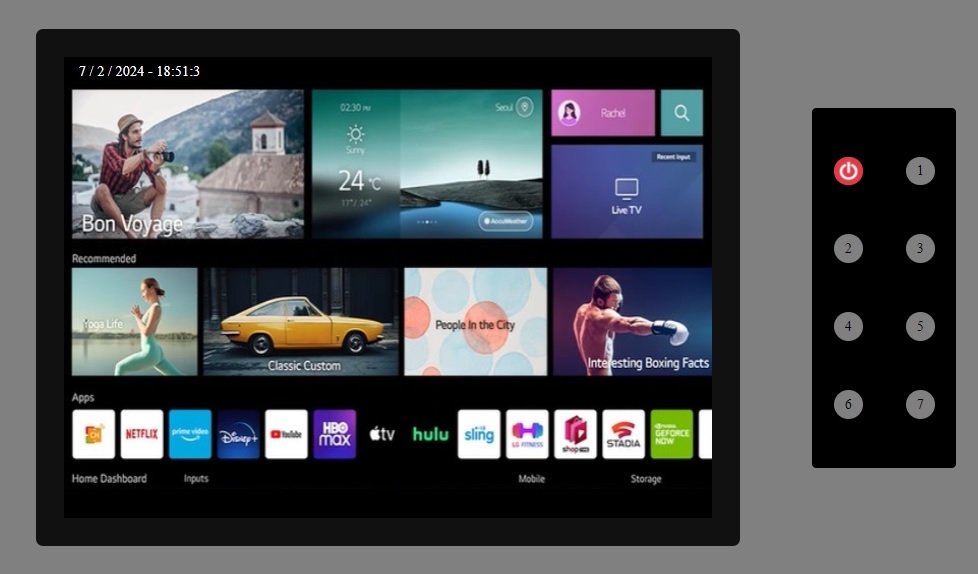 7 / 2 / 2024 - 18:51:3
02:30 PM
Seoul
Rachel
Sunny
24 °C
17°/ 24°
Recent Input
Live TV
AccuWeather
Bon Voyage
Recommended
Yoga Life
Classic Custom
People In the City
Interesting Boxing Facts
Apps
CH
NETFLIX
prime video
Disney+
YouTube
HBO
max
tv
hulu
sling
LG FITNESS
shop
STADIA
NVIDIA
GEFORCE
NOW
Home Dashboard
Inputs
Mobile
Storage
1
2
3
4
5
6
7